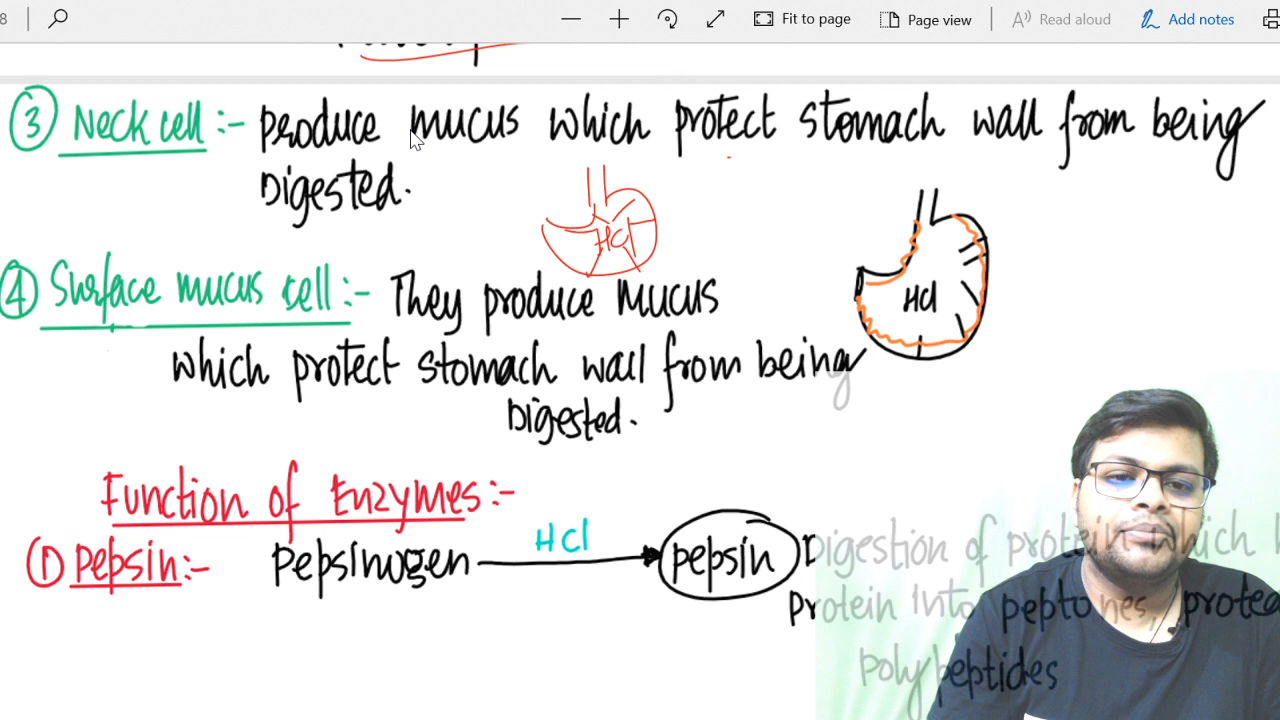 8 Fit to page Page view Read aloud Add notes
③ Neck cell :- produce mucus which protect stomach wall from being
Digested.
HCl
④ Surface mucus cell :- They produce mucus
HCl
which protect stomach wall from being
Digested.
Function of Enzymes :-
① Pepsin :- Pepsinogen HCl pepsin Digestion of protein which
Protein Into peptones,
polypeptides